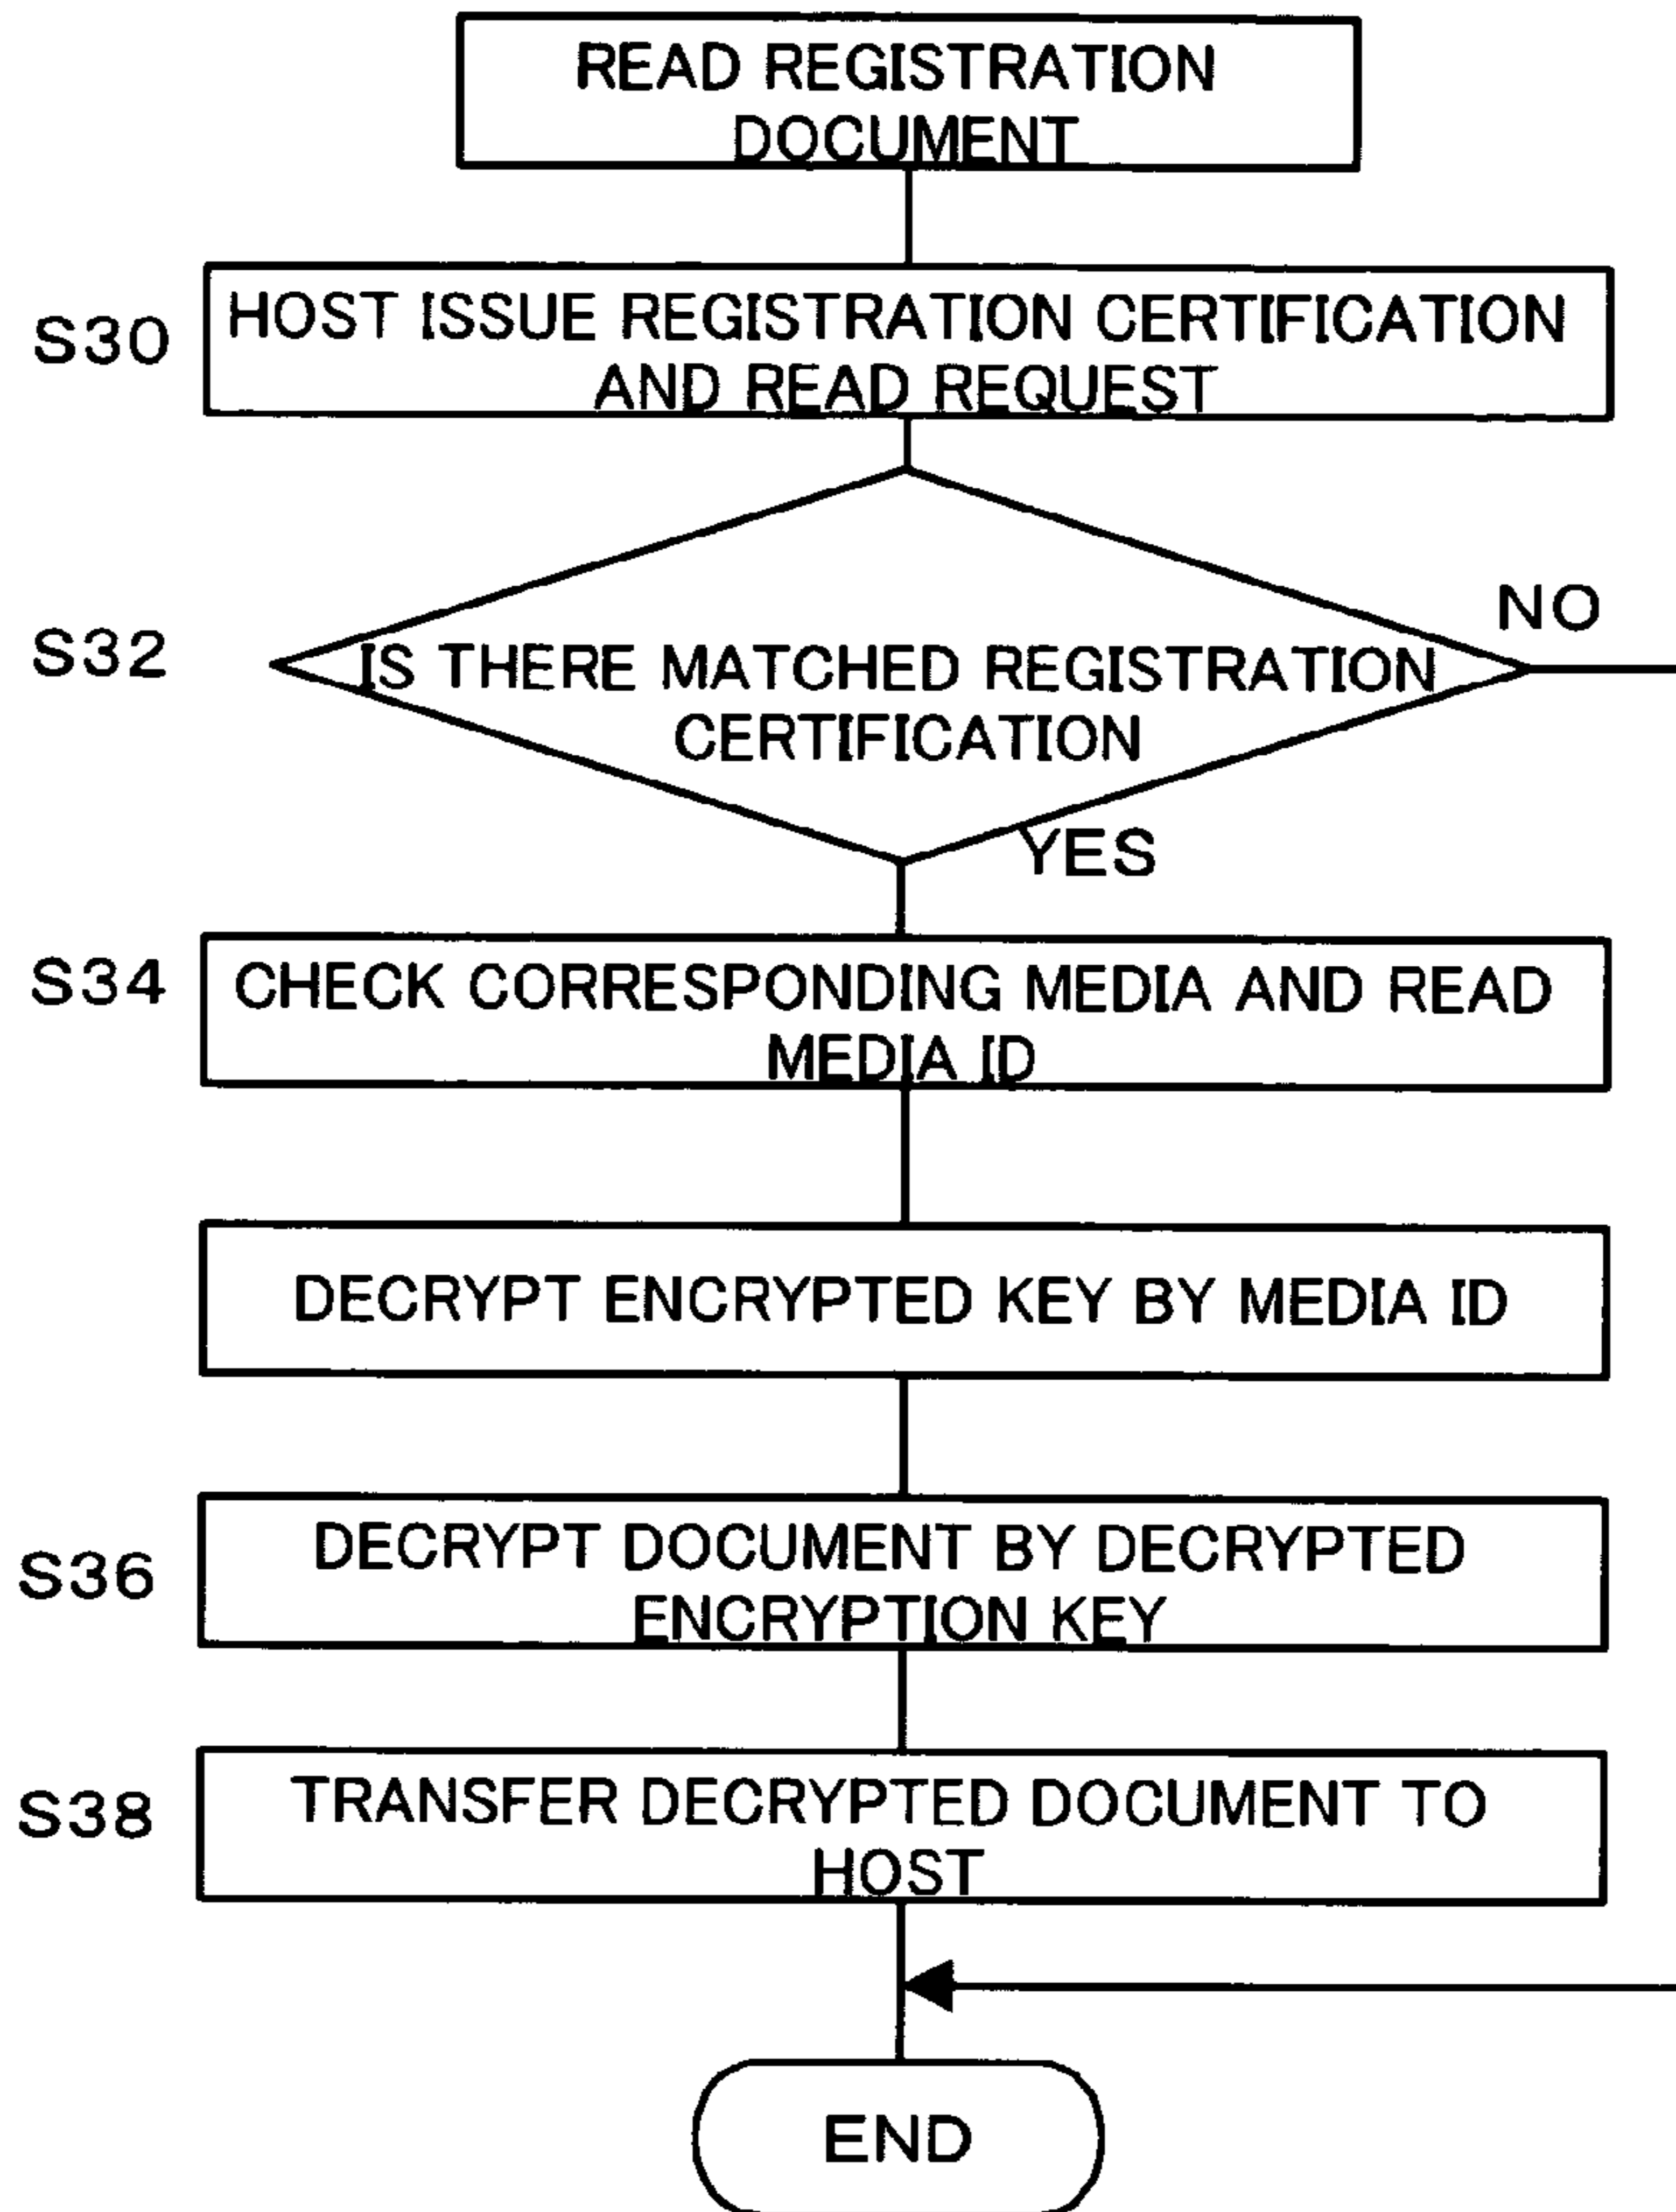 READ REGISTRATION
DOCUMENT
S30
HOST ISSUE REGISTRATION CERTIFICATION
AND READ REQUEST
NO
S32
IS THERE MATCHED REGISTRATION
CERTIFICATION
YES
S34
CHECK CORRESPONDING MEDIA AND READ
MEDIA ID
DECRYPT ENCRYPTED KEY BY MEDIA ID
S36
DECRYPT DOCUMENT BY DECRYPTED
ENCRYPTION KEY
S38
TRANSFER DECRYPTED DOCUMENT TO
HOST
END